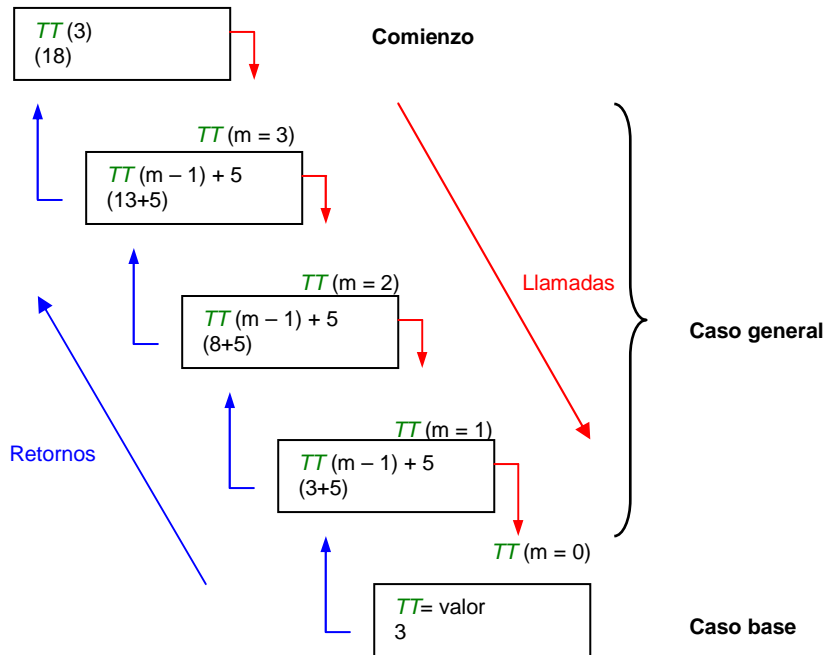 TT (3)
(18)
Comienzo
TT (m = 3)
TT (m – 1) + 5
(13+5)
TT (m = 2)
Llamadas
TT (m – 1) + 5
(8+5)
Caso general
TT (m = 1)
Retornos
TT (m – 1) + 5
(3+5)
TT (m = 0)
TT= valor
3
Caso base